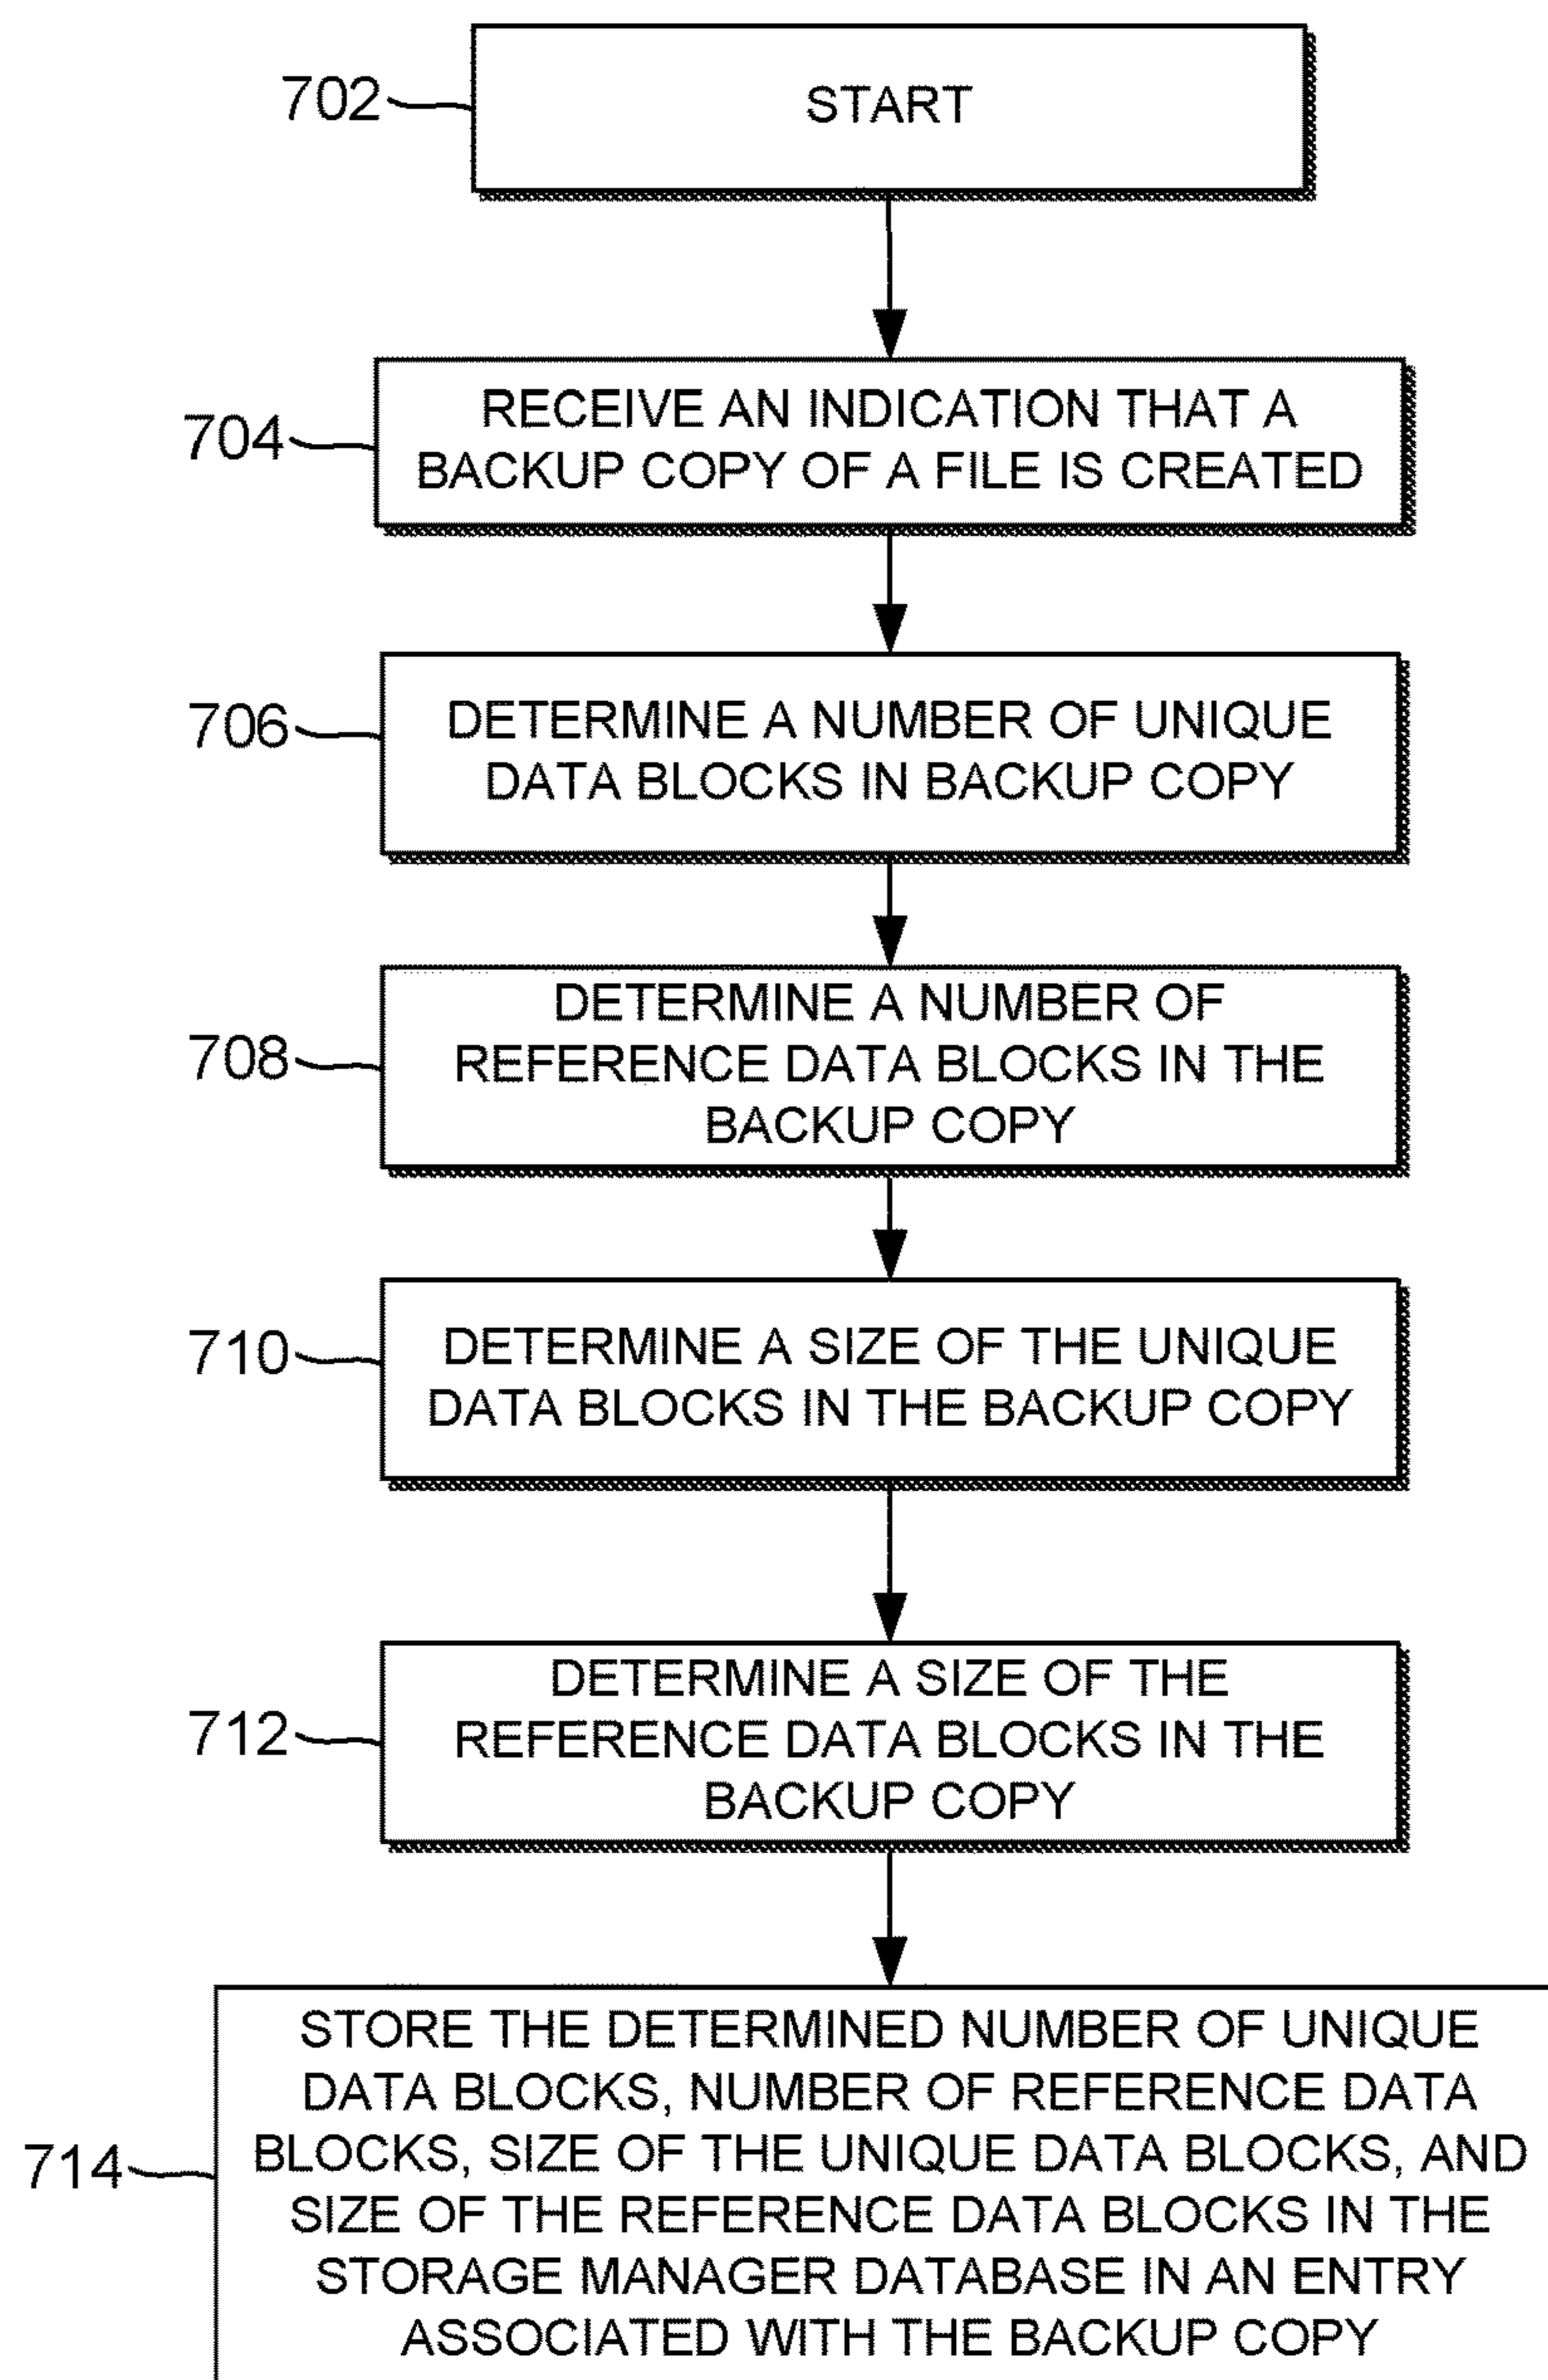 702
START
704
RECEIVE AN INDICATION THAT A
BACKUP COPY OF A FILE IS CREATED
706
DETERMINE A NUMBER OF UNIQUE
DATA BLOCKS IN BACKUP COPY
708
DETERMINE A NUMBER OF
REFERENCE DATA BLOCKS IN THE
BACKUP COPY
710
DETERMINE A SIZE OF THE UNIQUE
DATA BLOCKS IN THE BACKUP COPY
712
DETERMINE A SIZE OF THE
REFERENCE DATA BLOCKS IN THE
BACKUP COPY
714
STORE THE DETERMINED NUMBER OF UNIQUE
DATA BLOCKS, NUMBER OF REFERENCE DATA
BLOCKS, SIZE OF THE UNIQUE DATA BLOCKS, AND
SIZE OF THE REFERENCE DATA BLOCKS IN THE
STORAGE MANAGER DATABASE IN AN ENTRY
ASSOCIATED WITH THE BACKUP COPY